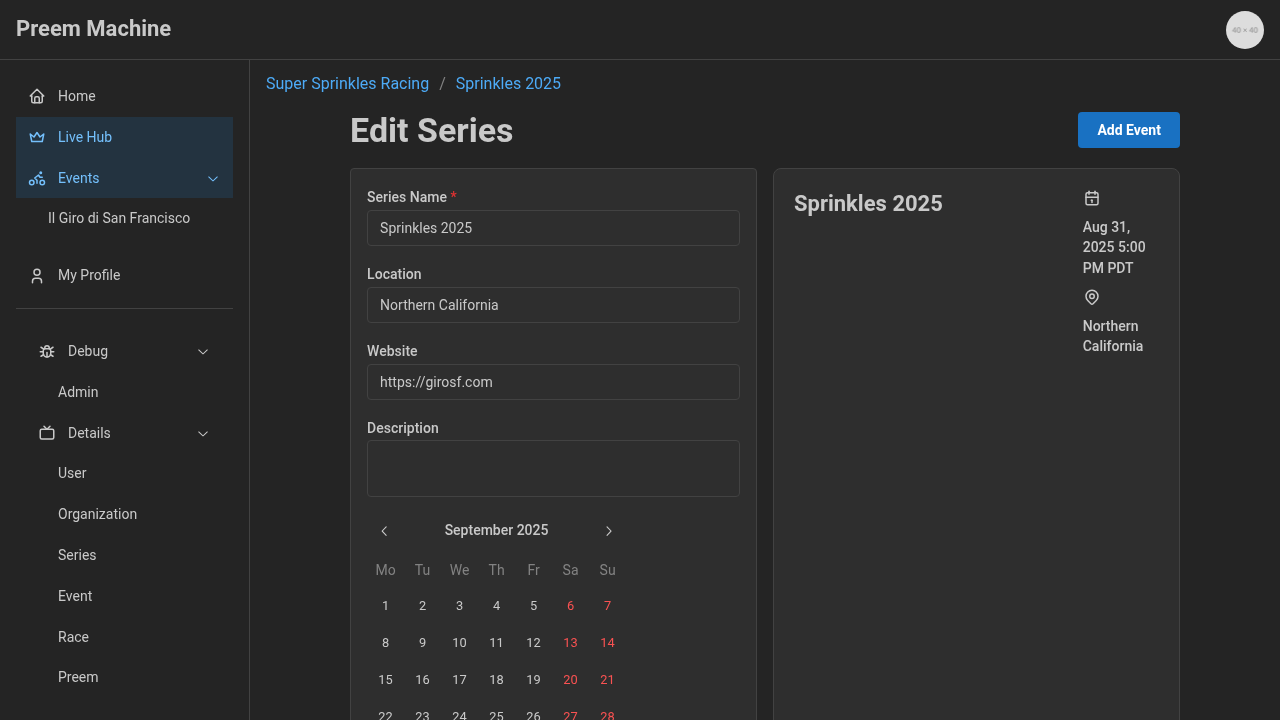 Preem Machine
40 × 40
Home
Live Hub
Events
Il Giro di San Francisco
My Profile
Debug
Admin
Details
User
Organization
Series
Event
Race
Preem
Super Sprinkles Racing / Sprinkles 2025
Edit Series
Add Event
Series Name *
Sprinkles 2025
Location
Northern California
Website
https://girosf.com
Description
September 2025
Mo Tu We Th Fr Sa Su
1 2 3 4 5 6 7
8 9 10 11 12 13 14
15 16 17 18 19 20 21
22 23 24 25 26 27 28
Sprinkles 2025
Aug 31,
2025 5:00
PM PDT
Northern
California